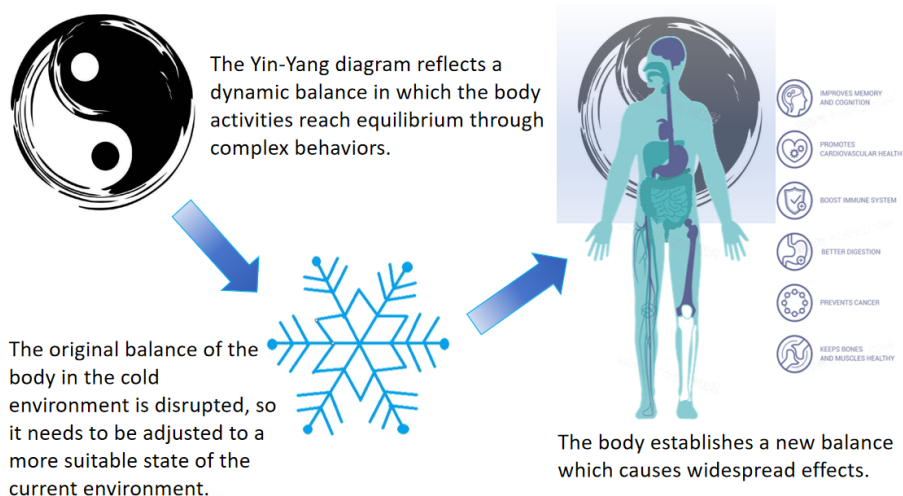 The Yin-Yang diagram reflects a
dynamic balance in which the body
activities reach equilibrium through
complex behaviors.
The original balance of the
body in the cold
environment is disrupted, so
it needs to be adjusted to a
more suitable state of the
current environment.
IMPROVES MEMORY
AND COGNITION
PROMOTES
CARDIOVASCULAR HEALTH
BOOST IMMUNE SYSTEM
BETTER DIGESTION
PREVENTS CANCER
KEEPS BONES
AND MUSCLES HEALTHY
The body establishes a new balance
which causes widespread effects.